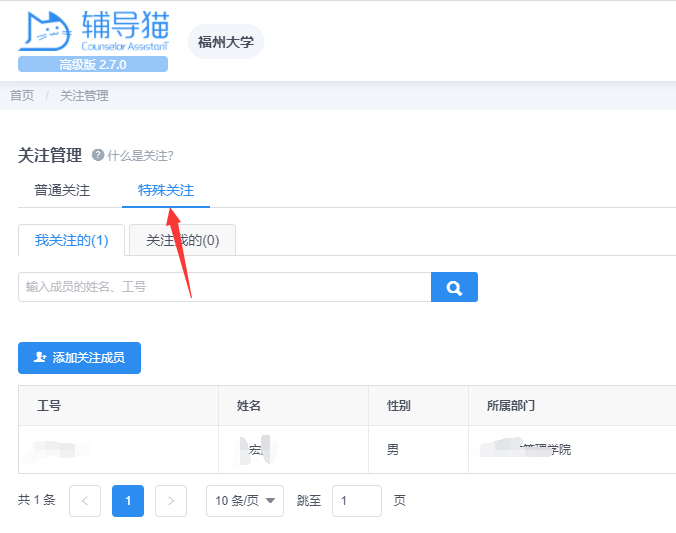 辅导猫
Counselor Assistant
福州大学
高级版 2.7.0
首页 / 关注管理
关注管理 ? 什么是关注?
普通关注 特殊关注
我关注的(1) 关注我的(0)
输入成员的姓名、工号
添加关注成员
工号 姓名 性别 所属部门
宏 男 管理学院
共 1 条 < 1 > 10 条/页 跳至 1 页